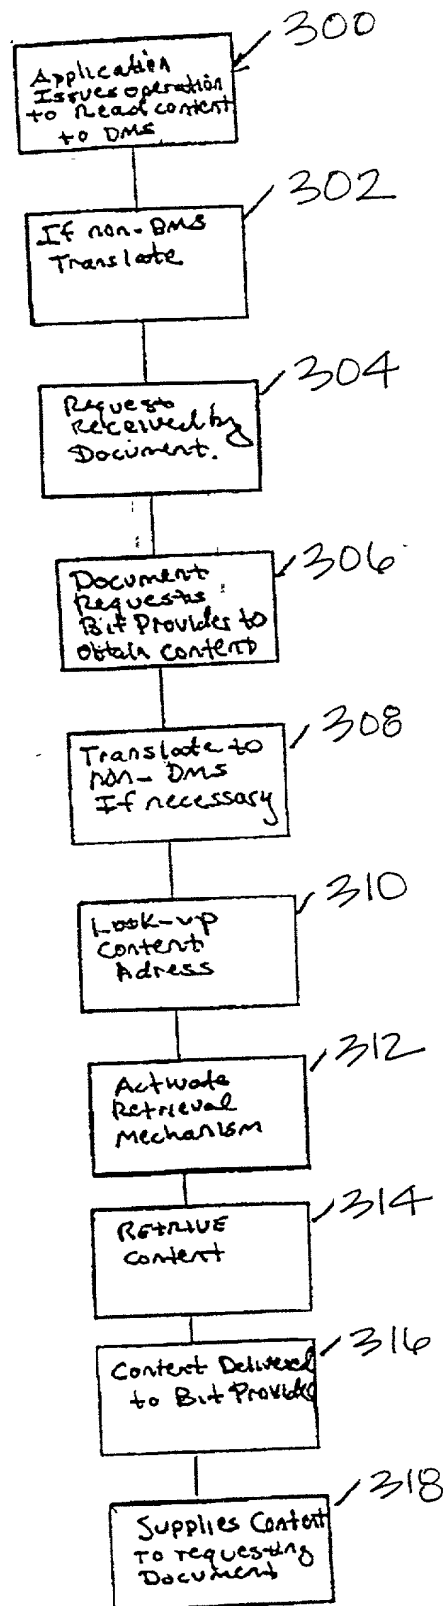 300
Application
Issues operation
to Read content
to DMS
302
If non-DMS
Translate
304
Request
Received by
Document.
306
Document
Requests
Bit Provides to
obtain content
308
Translate to
non-DMS
If necessary
310
Look-up
Content
Adress
312
Activate
Retrieval
Mechanism
314
RETRIVE
Content
316
Content Delivered
to Bit Provider
318
Supplies Content
to requesting
Document